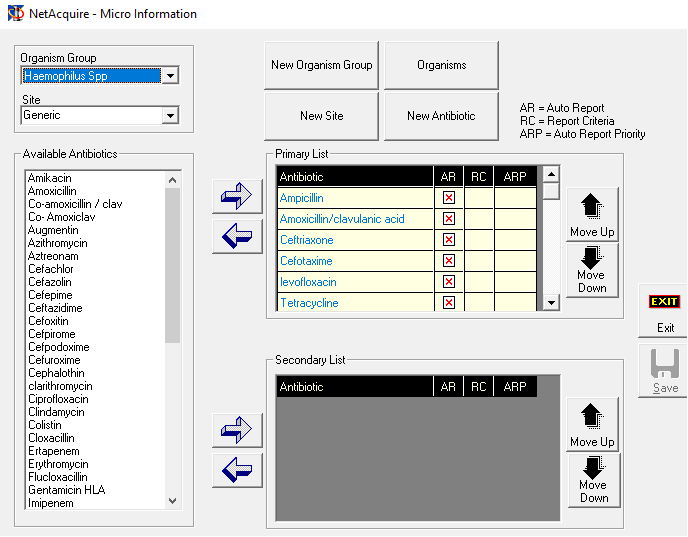 NetAcquire - Micro Information
Organism Group
Haemophilus Spp
Site
Generic
New Organism Group
Organisms
New Site
New Antibiotic
AR = Auto Report
RC = Report Criteria
ARP = Auto Report Priority
Available Antibiotics
Amikacin
Amoxicillin
Co-amoxicillin / clav
Co- Amoxiclav
Augmentin
Azithromycin
Aztreonam
Cefachlor
Cefazolin
Cefepime
Ceftazidime
Cefoxitin
Cefpirome
Cefpodoxime
Cefuroxime
Cephalothin
clarithromycin
Ciprofloxacin
Clindamycin
Colistin
Cloxacillin
Ertapenem
Erythromycin
Flucloxacillin
Gentamicin HLA
Imipenem
Primary List
Antibiotic AR RC ARP
Ampicillin
Amoxicillin/clavulanic acid
Ceftriaxone
Cefotaxime
levofloxacin
Tetracycline
Move Up
Move
Down
EXIT
Exit
Save
Secondary List
Antibiotic AR RC ARP
Move Up
Move
Down